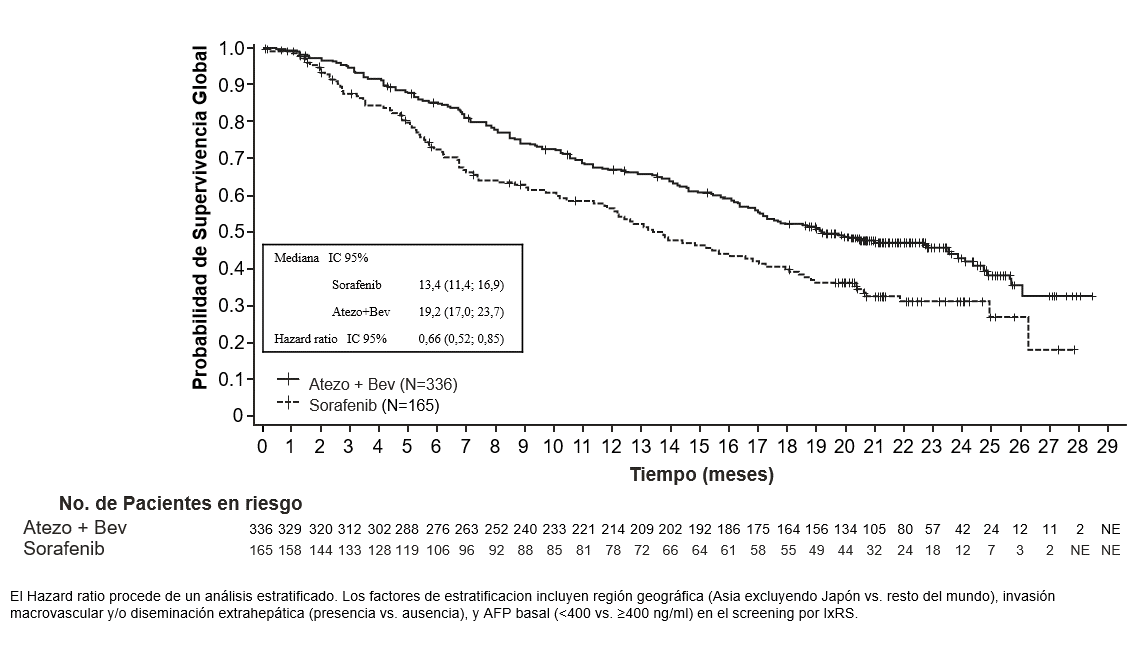 Probabilidad de Supervivencia Global
1.0
0.9
0.8
0.7
0.6
0.5
0.4
0.3
0.2
0.1
0
Mediana IC 95%
Sorafenib 13,4 (11,4; 16,9)
Atezo+Bev 19,2 (17,0; 23,7)
Hazard ratio IC 95% 0,66 (0,52; 0,85)
Atezo + Bev (N=336)
Sorafenib (N=165)
0 1 2 3 4 5 6 7 8 9 10 11 12 13 14 15 16 17 18 19 20 21 22 23 24 25 26 27 28 29
Tiempo (meses)
No. de Pacientes en riesgo
Atezo + Bev 336 329 320 312 302 288 276 263 252 240 233 221 214 209 202 192 186 175 164 156 134 105 80 57 42 24 12 11 2 NE
Sorafenib 165 158 144 133 128 119 106 96 92 88 85 81 78 72 66 64 61 58 55 49 44 32 24 18 12 7 3 2 NE NE
El Hazard ratio procede de un análisis estratificado. Los factores de estratificacion incluyen región geográfica (Asia excluyendo Japón vs. resto del mundo), invasión
macrovascular y/o diseminación extrahepática (presencia vs. ausencia), y AFP basal (<400 vs. ≥400 ng/ml) en el screening por IxRS.